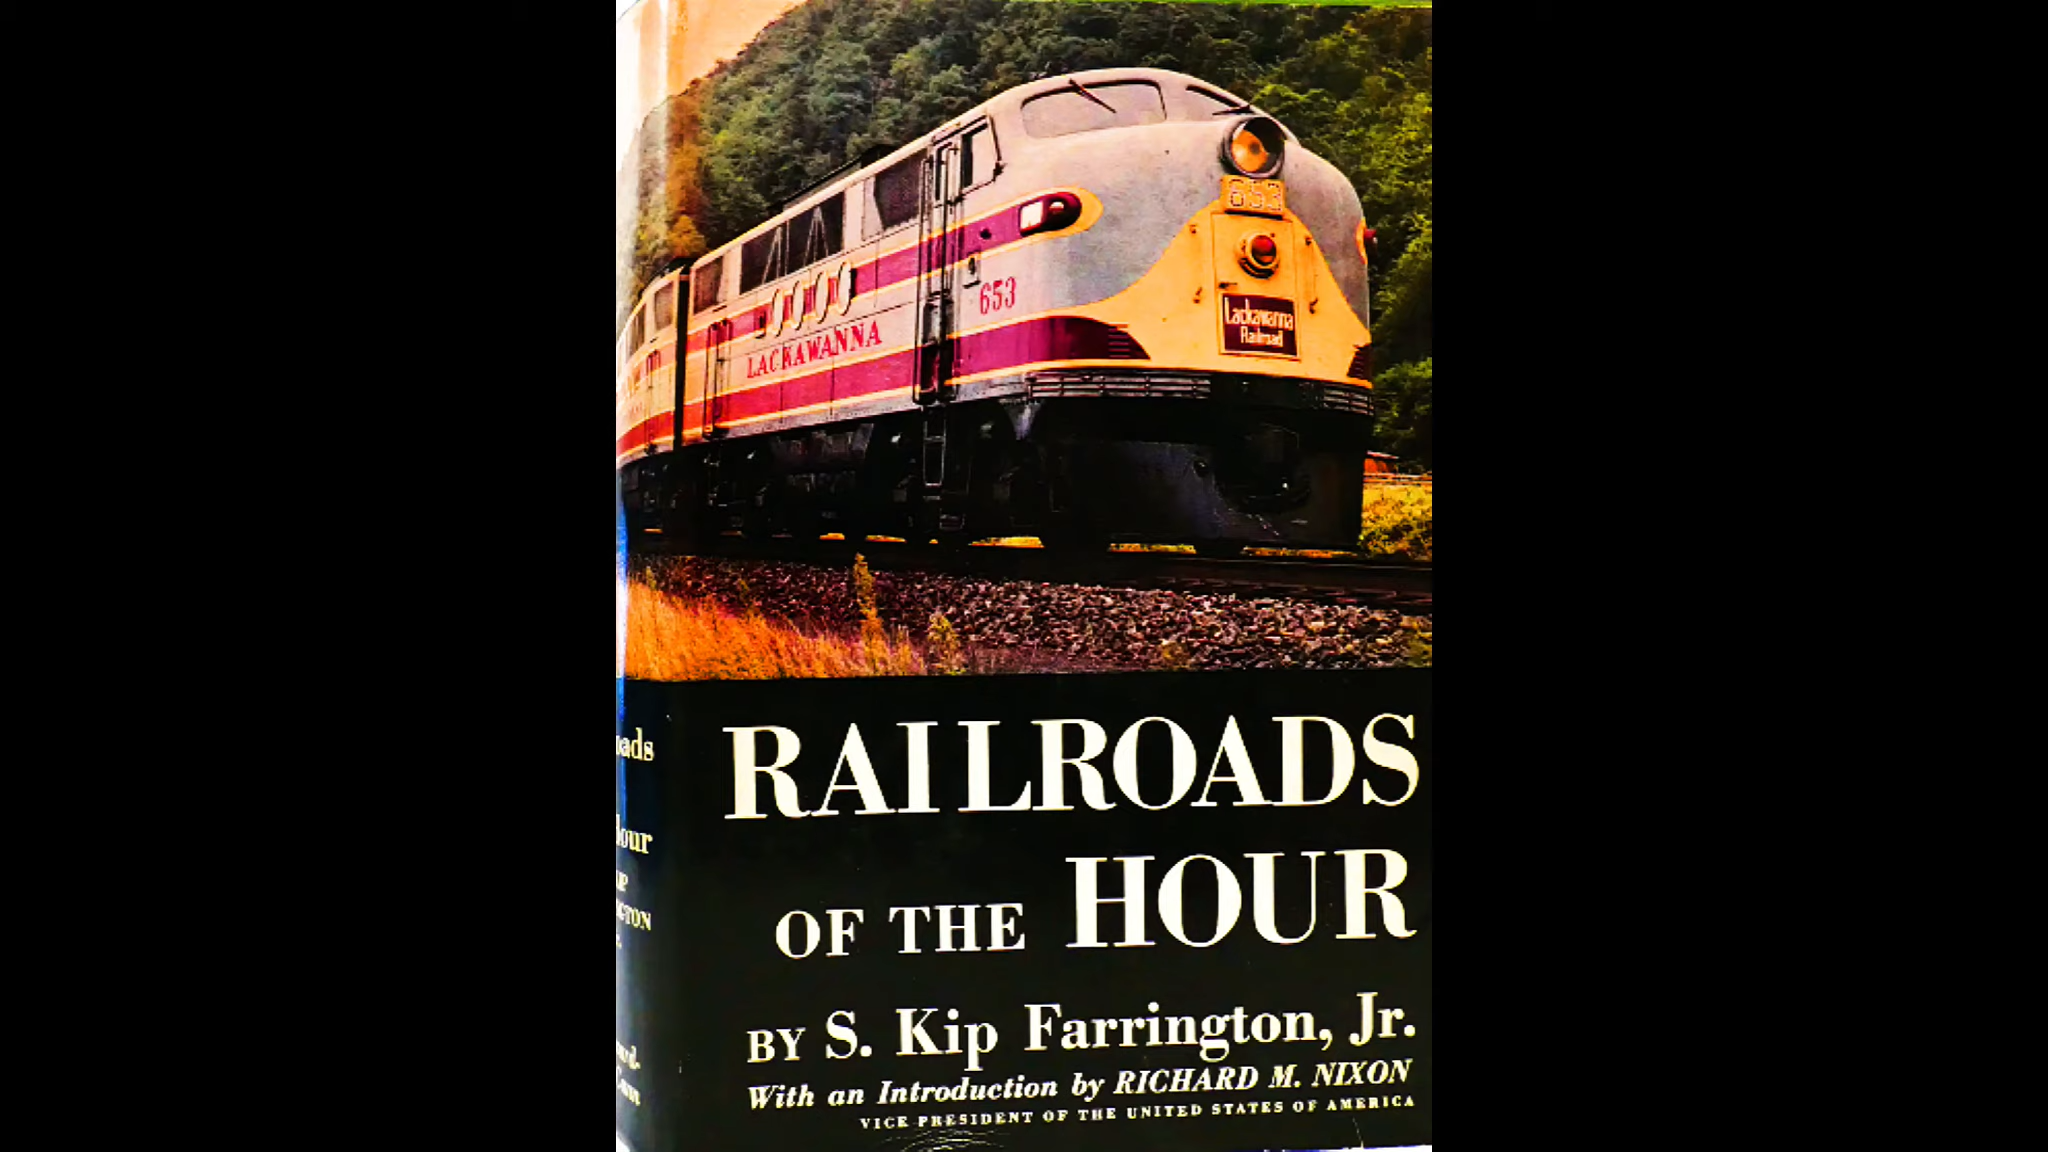 653
653
Lackawanna
Railroad
LACKAWANNA
RAILROADS
OF THE HOUR
BY S. Kip Farrington, Jr.
With an Introduction by RICHARD M. NIXON
VICE PRESIDENT OF THE UNITED STATES OF AMERICA